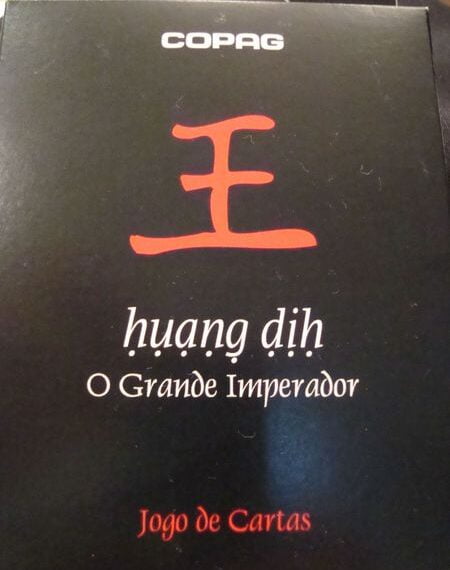 COPAG
王
ḥụạṇg̣ ḍịḥ
O Grande Imperador
Jogo de Cartas